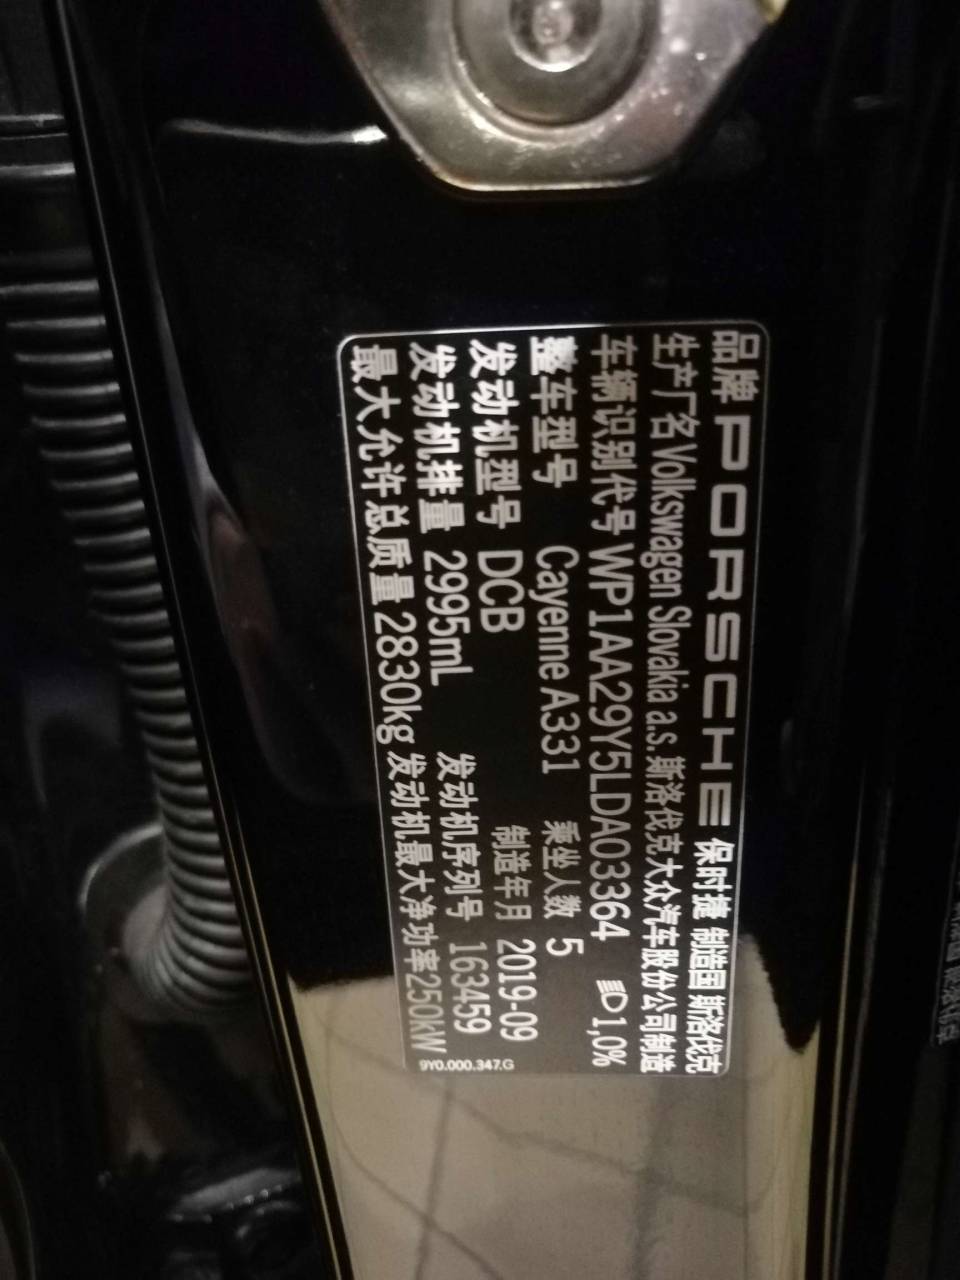 品牌 PORSCHE 保时捷 制造国 斯洛伐克
生产厂名 Volkswagen Slovakia a.s. 斯洛伐克大众汽车股份公司制造
车辆识别代号 WP1AA29Y5LDA03364 1,0%
整车型号 Cayenne A331 乘坐人数 5
发动机型号 DCB 制造年月 2019-09
发动机排量 2995mL 发动机序列号 163459
最大允许总质量 2830kg 发动机最大净功率 250kW
9Y0.000.347.G